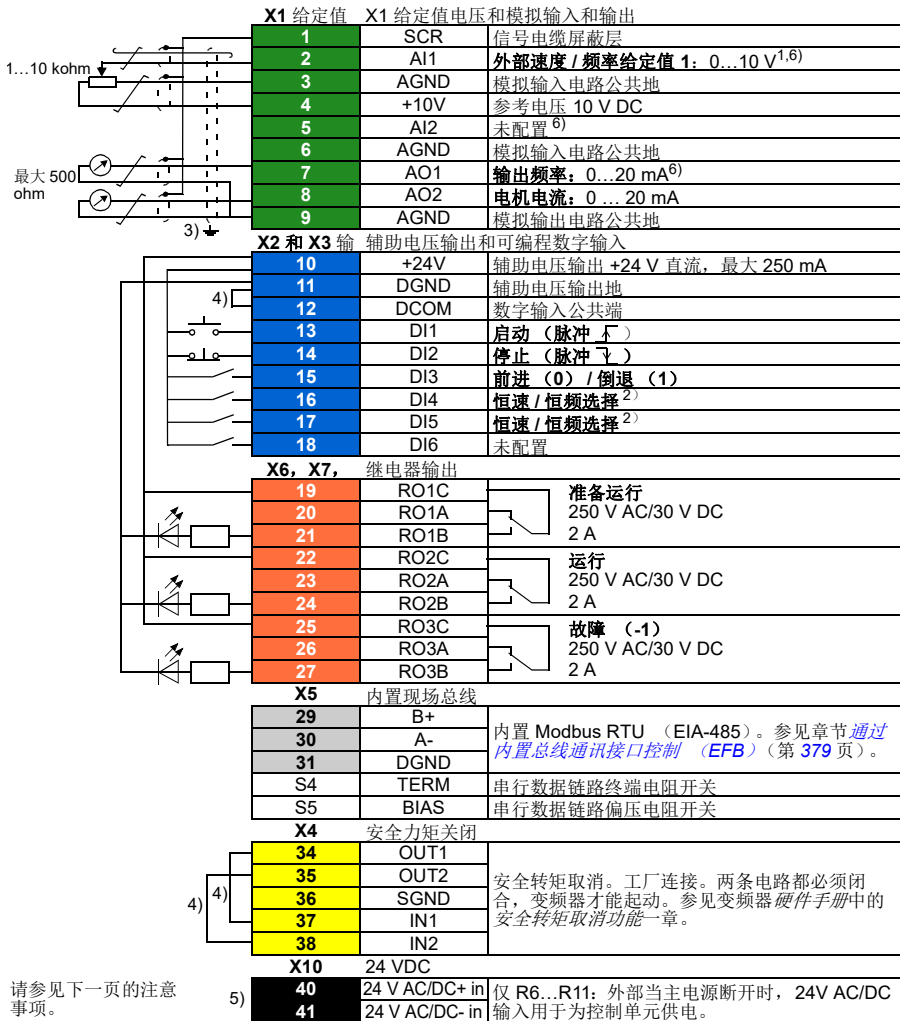 X1 给定值 X1 给定值电压和模拟输入和输出
1 SCR 信号电缆屏蔽层
2 AI1 外部速度 / 频率给定值 1：0…10 V1,6)
1…10 kohm
3 AGND 模拟输入电路公共地
4 +10V 参考电压 10 V DC
5 AI2 未配置 6)
6 AGND 模拟输入电路公共地
7 AO1 输出频率：0…20 mA6)
最大 500
ohm
8 AO2 电机电流：0 … 20 mA
9 AGND 模拟输出电路公共地
3)
X2 和 X3 输 辅助电压输出和可编程数字输入
10 +24V 辅助电压输出 +24 V 直流，最大 250 mA
11 DGND 辅助电压输出地
4)
12 DCOM 数字输入公共端
13 DI1 启动 （脉冲 ）
14 DI2 停止 （脉冲 ）
15 DI3 前进 （0） / 倒退 （1）
16 DI4 恒速 / 恒频选择 2）
17 DI5 恒速 / 恒频选择 2）
18 DI6 未配置
X6，X7， 继电器输出
19 RO1C 准备运行
20 RO1A 250 V AC/30 V DC
21 RO1B 2 A
22 RO2C 运行
23 RO2A 250 V AC/30 V DC
24 RO2B 2 A
25 RO3C 故障 （-1）
26 RO3A 250 V AC/30 V DC
27 RO3B 2 A
X5 内置现场总线
29 B+
30 A-
31 DGND
内置 Modbus RTU （EIA-485）。参见章节通过
内置总线通讯接口控制 （EFB）（第 379 页）。
S4 TERM 串行数据链路终端电阻开关
S5 BIAS 串行数据链路偏压电阻开关
X4 安全力矩关闭
34 OUT1
35 OUT2
36 SGND
37 IN1
38 IN2
4) 4)
安全转矩取消。工厂连接。两条电路都必须闭
合，变频器才能起动。参见变频器硬件手册中的
安全转矩取消功能一章。
X10 24 VDC
40 24 V AC/DC+ in
41 24 V AC/DC- in
仅 R6…R11：外部当主电源断开时，24V AC/DC
输入用于为控制单元供电。
5)
请参见下一页的注意
事项。